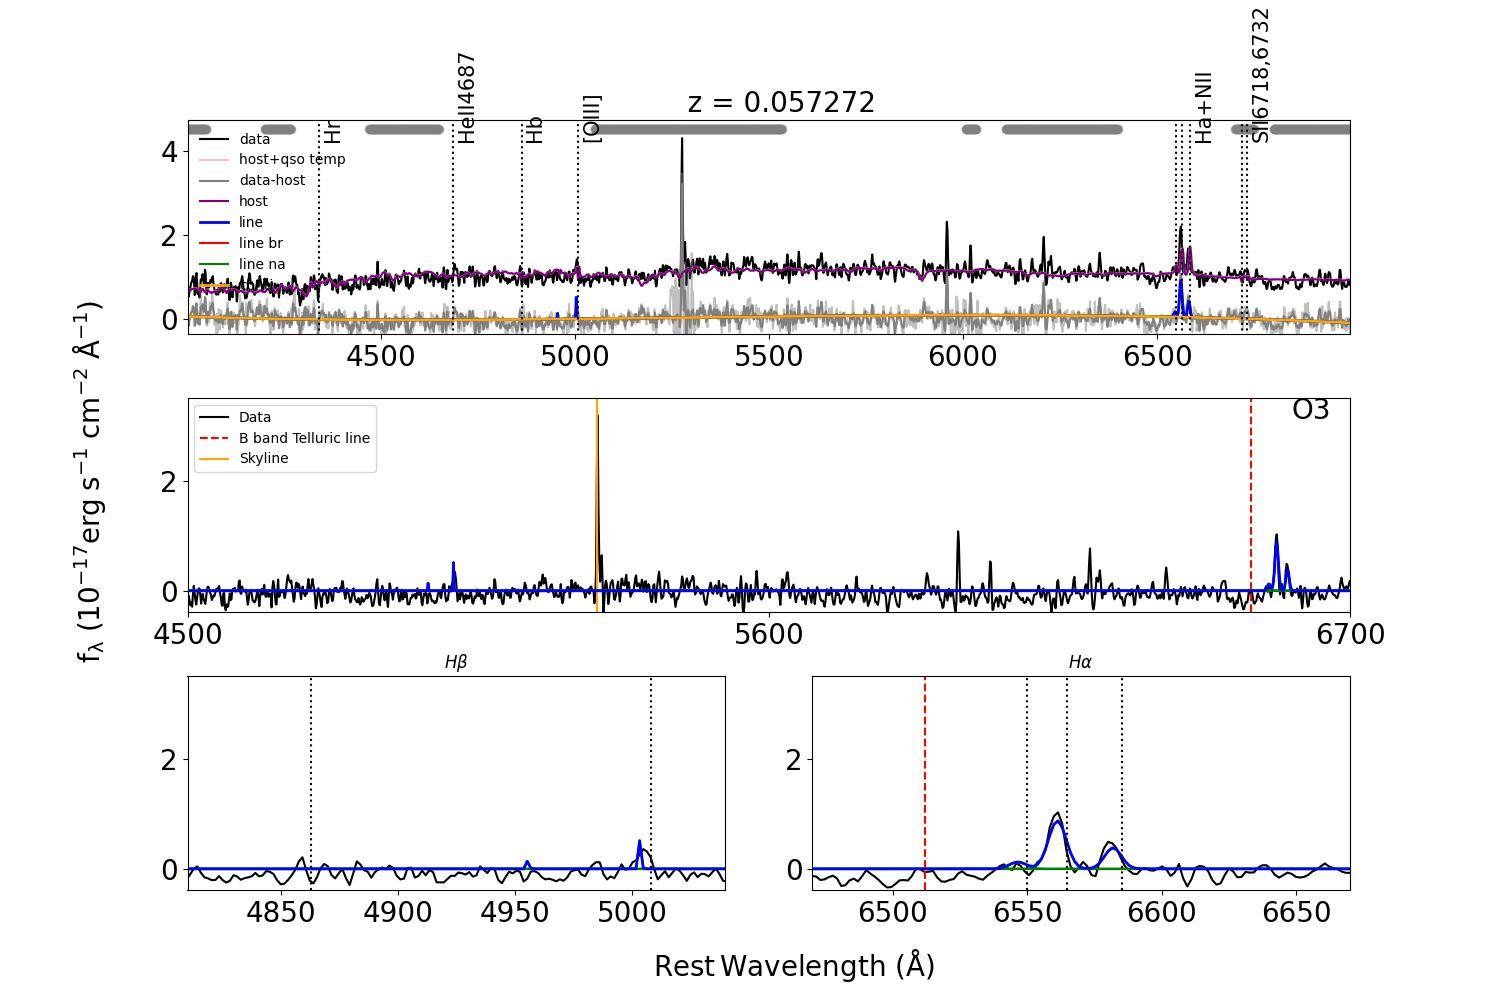 z = 0.057272
Hr
HeII4687
Hb
[OIII]
Ha+NII
SII6718,6732
data
host+qso temp
data-host
host
line
line br
line na
4
2
0
4500
5000
5500
6000
6500
O3
Data
B band Telluric line
Skyline
2
0
4500
5600
6700
fλ (10−17erg s−1 cm−2 Å−1)
Hβ
2
0
4850
4900
4950
5000
Hα
2
0
6500
6550
6600
6650
Rest Wavelength (Å)